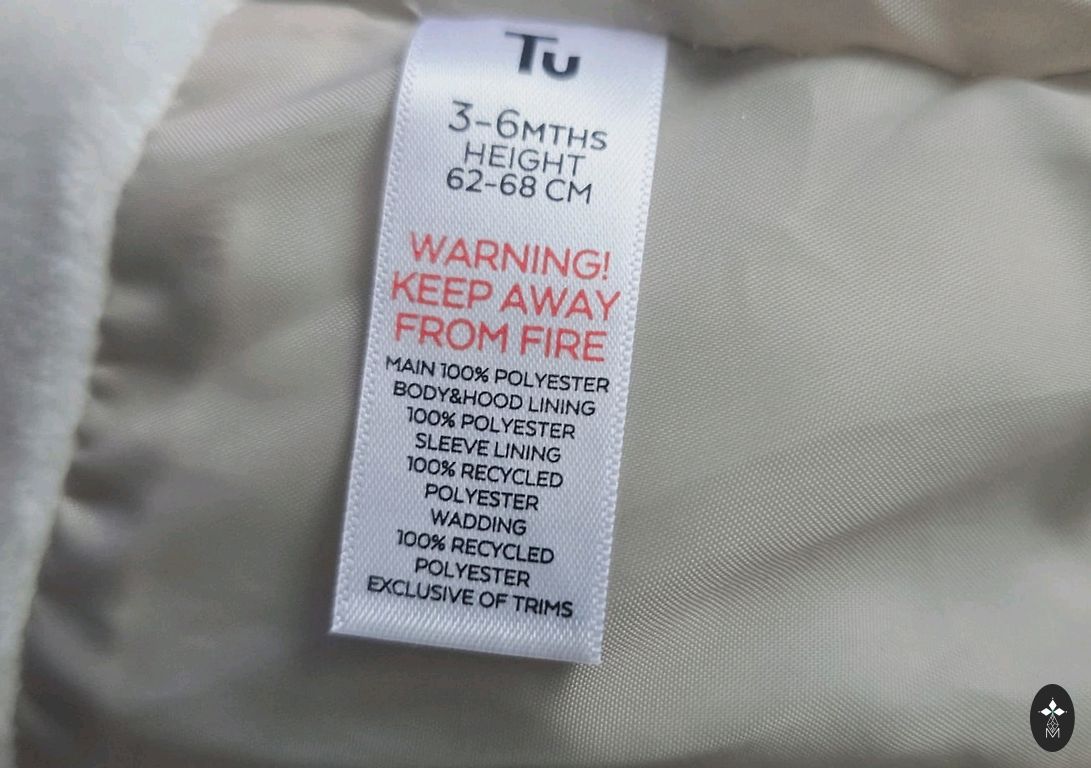 Tu
3-6MTHS
HEIGHT
62-68 CM
WARNING!
KEEP AWAY
FROM FIRE
MAIN 100% POLYESTER
BODY&HOOD LINING
100% POLYESTER
SLEEVE LINING
100% RECYCLED
POLYESTER
WADDING
100% RECYCLED
POLYESTER
EXCLUSIVE OF TRIMS
M